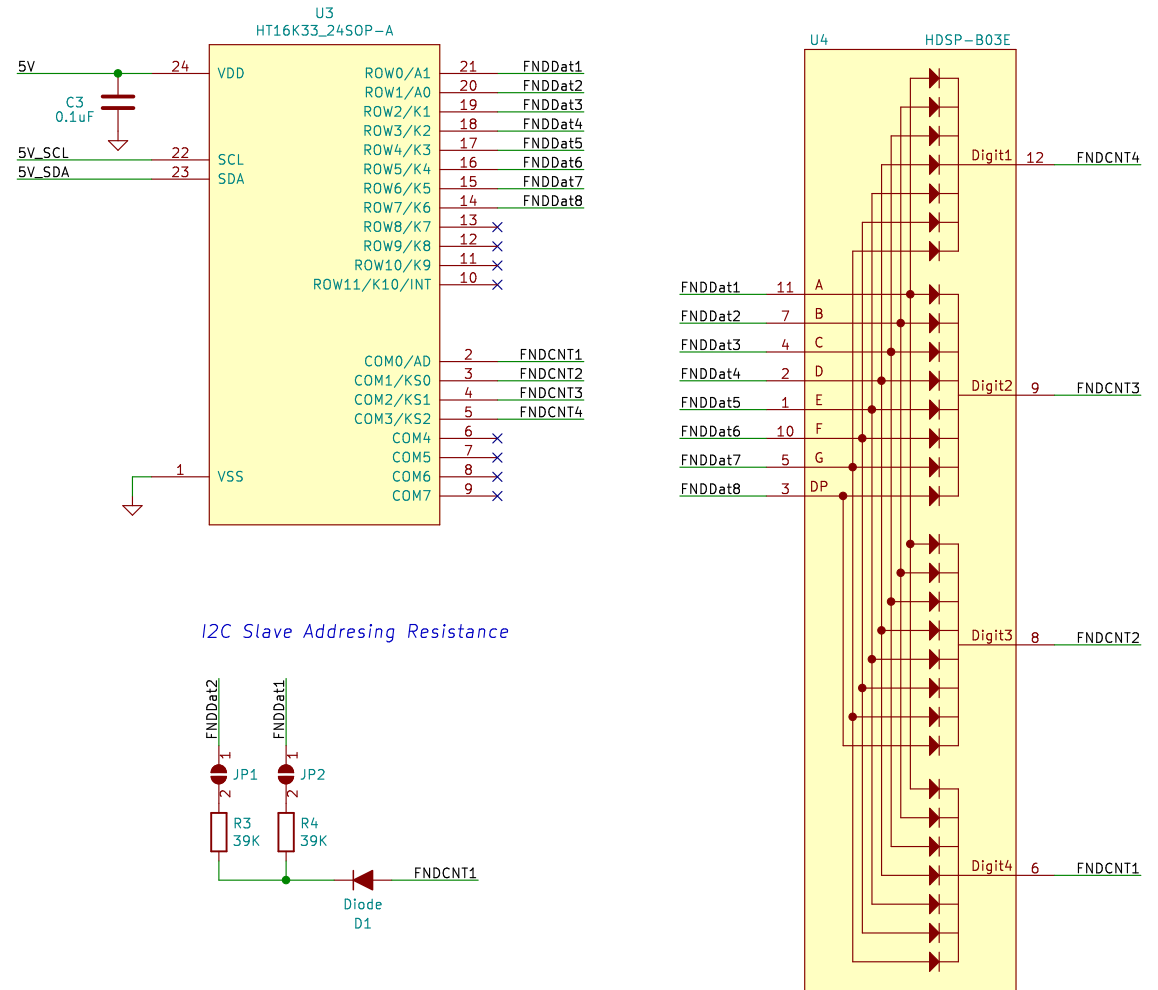 U3
HT16K33_24SOP-A
5V
24
VDD
C3
0.1uF
5V_SCL
22
SCL
5V_SDA
23
SDA
1
VSS
ROW0/A1 21 FNDDat1
ROW1/A0 20 FNDDat2
ROW2/K1 19 FNDDat3
ROW3/K2 18 FNDDat4
ROW4/K3 17 FNDDat5
ROW5/K4 16 FNDDat6
ROW6/K5 15 FNDDat7
ROW7/K6 14 FNDDat8
ROW8/K7 13
ROW9/K8 12
ROW10/K9 11
ROW11/K10/INT 10
COM0/AD 2 FNDCNT1
COM1/KS0 3 FNDCNT2
COM2/KS1 4 FNDCNT3
COM3/KS2 5 FNDCNT4
COM4 6
COM5 7
COM6 8
COM7 9
I2C Slave Addresing Resistance
FNDDat2
1
JP1
2
R3
39K
FNDDat1
1
JP2
2
R4
39K
FNDCNT1
Diode
D1
U4
HDSP-B03E
FNDDat1 11 A
FNDDat2 7 B
FNDDat3 4 C
FNDDat4 2 D
FNDDat5 1 E
FNDDat6 10 F
FNDDat7 5 G
FNDDat8 3 DP
Digit1 12 FNDCNT4
Digit2 9 FNDCNT3
Digit3 8 FNDCNT2
Digit4 6 FNDCNT1